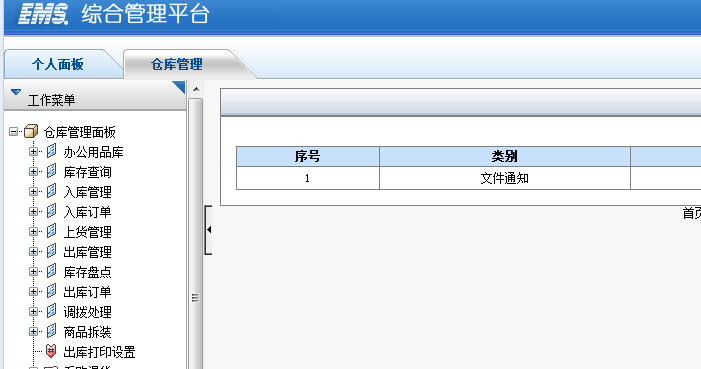 EMS 综合管理平台
个人面板 仓库管理
工作菜单
仓库管理面板
办公用品库
库存查询
入库管理
入库订单
上货管理
出库管理
库存盘点
出库订单
调拨处理
商品拆装
出库打印设置
序号 类别
1 文件通知
首页